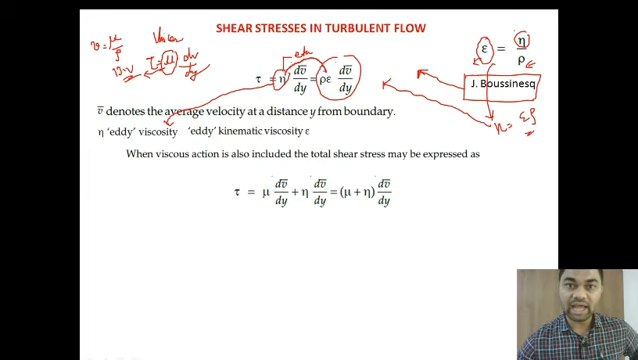 SHEAR STRESSES IN TURBULENT FLOW
ν = μ/ρ
τ = μ dv/dy
τ = η dv̄/dy = ρε dv̄/dy
ε = η/ρ
J. Boussinesq
η = ερ
v̄ denotes the average velocity at a distance y from boundary.
η 'eddy' viscosity 'eddy' kinematic viscosity ε
When viscous action is also included the total shear stress may be expressed as
τ = μ dv̄/dy + η dv̄/dy = (μ + η) dv̄/dy